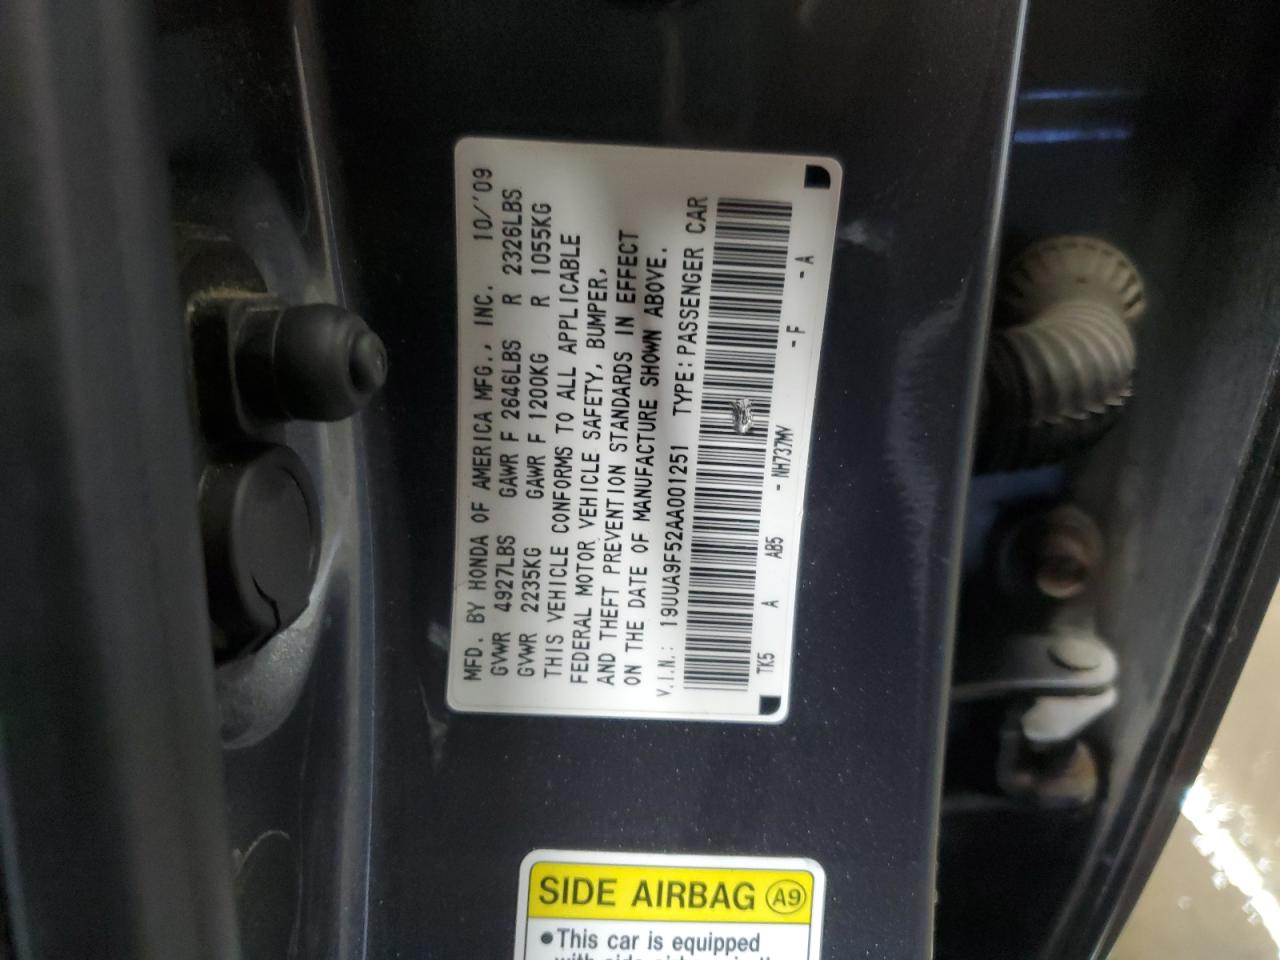 MFD. BY HONDA OF AMERICA MFG., INC. 10/'09
GVWR 4927LBS GAWR F 2646LBS R 2326LBS
GVWR 2235KG GAWR F 1200KG R 1055KG
THIS VEHICLE CONFORMS TO ALL APPLICABLE
FEDERAL MOTOR VEHICLE SAFETY, BUMPER,
AND THEFT PREVENTION STANDARDS IN EFFECT
ON THE DATE OF MANUFACTURE SHOWN ABOVE.
V.I.N.: 19UUA9F52AA001251 TYPE:PASSENGER CAR
TK5 A AB5 - NH737MV - F - A
SIDE AIRBAG A9
•This car is equipped